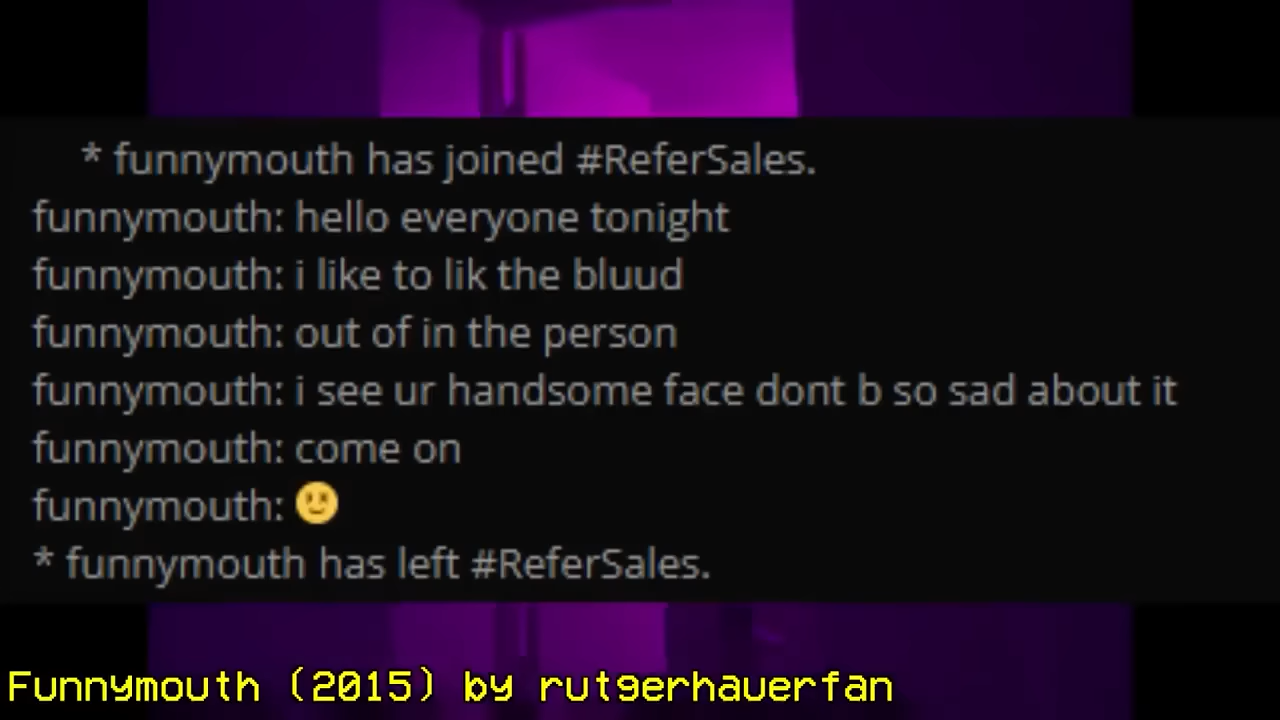 * funnymouth has joined #ReferSales.
funnymouth: hello everyone tonight
funnymouth: i like to lik the bluud
funnymouth: out of in the person
funnymouth: i see ur handsome face dont b so sad about it
funnymouth: come on
funnymouth: 🙂
* funnymouth has left #ReferSales.
Funnymouth (2015) by rutgerhauerfan